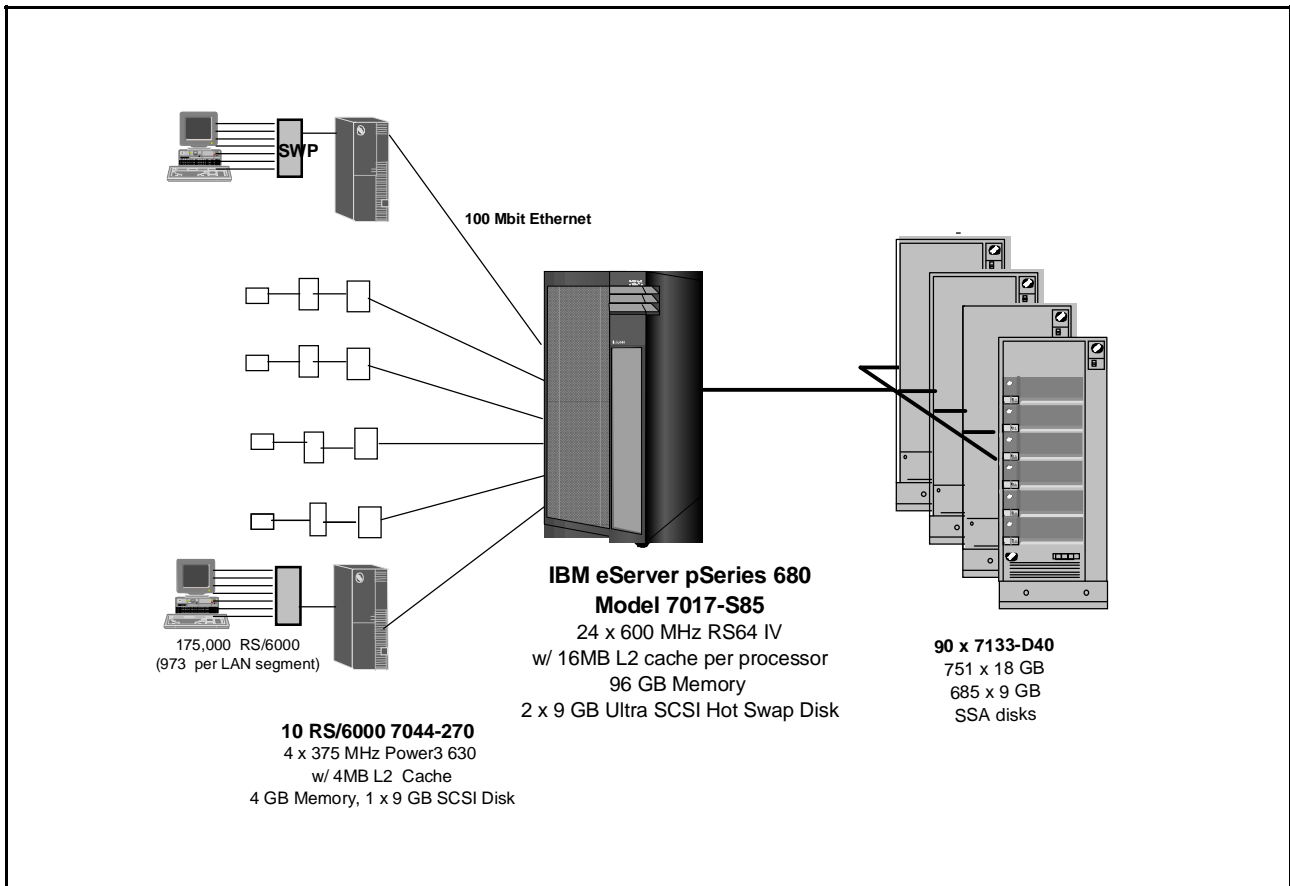 SWP
100 Mbit Ethernet
IBM eServer pSeries 680
Model 7017-S85
24 x 600 MHz RS64 IV
w/ 16MB L2 cache per processor
96 GB Memory
2 x 9 GB Ultra SCSI Hot Swap Disk
175,000 RS/6000
(973 per LAN segment)
10 RS/6000 7044-270
4 x 375 MHz Power3 630
w/ 4MB L2 Cache
4 GB Memory, 1 x 9 GB SCSI Disk
90 x 7133-D40
751 x 18 GB
685 x 9 GB
SSA disks